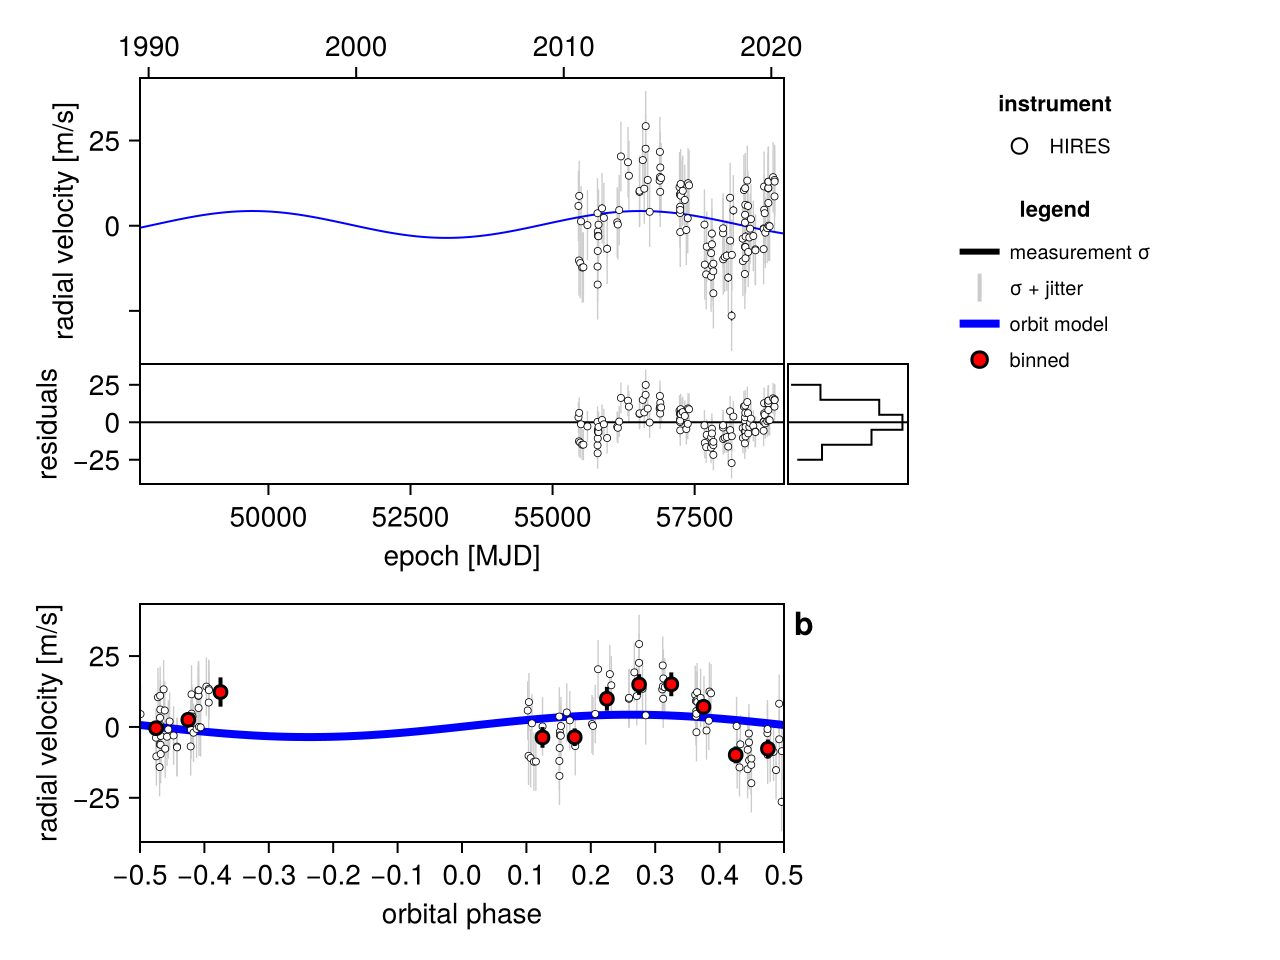 1990 2000 2010 2020
radial velocity [m/s]
25
0
residuals
25
0
−25
50000 52500 55000 57500
epoch [MJD]
instrument
HIRES
legend
measurement σ
σ + jitter
orbit model
binned
b
radial velocity [m/s]
25
0
−25
−0.5 −0.4 −0.3 −0.2 −0.1 0.0 0.1 0.2 0.3 0.4 0.5
orbital phase